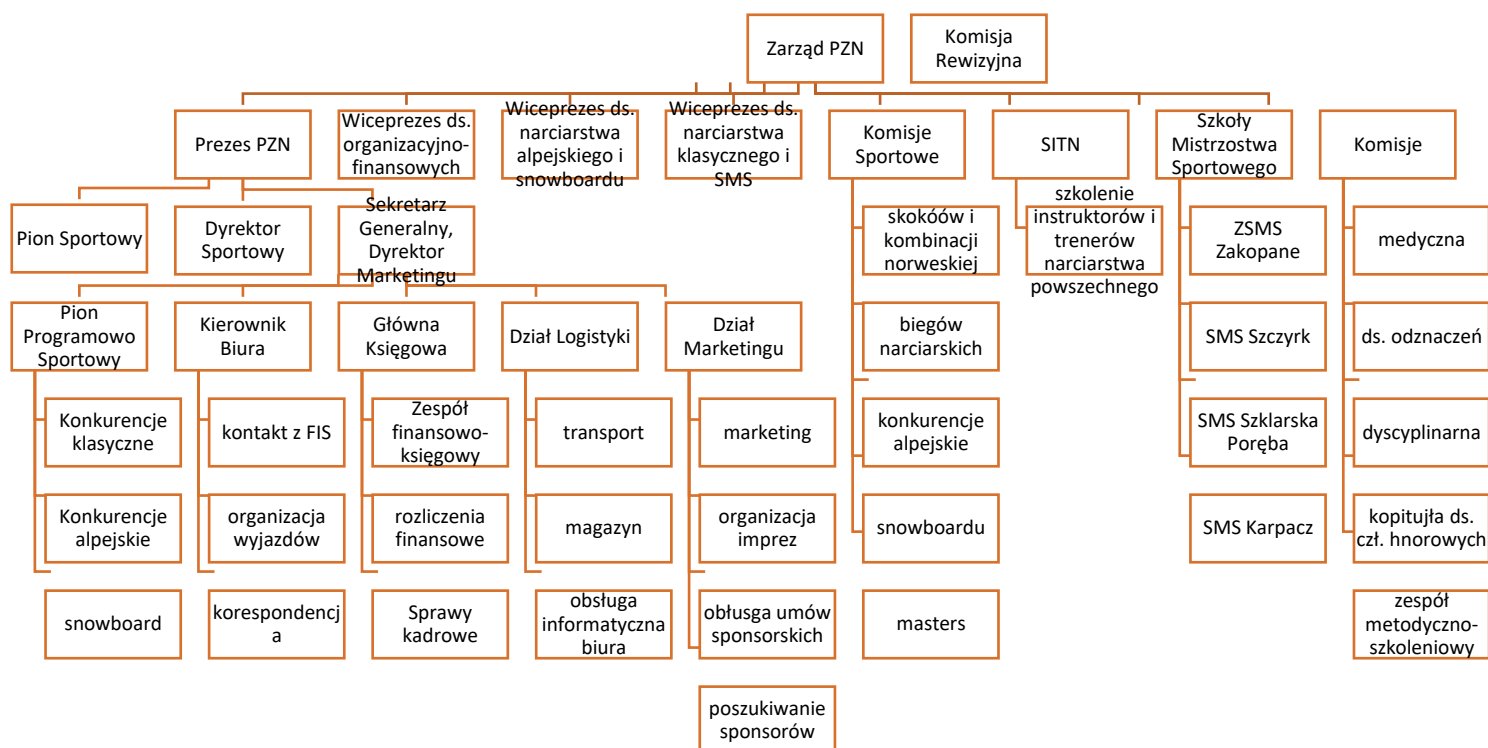 Zarząd PZN
Komisja
Rewizyjna
Prezes PZN
Wiceprezes ds.
organizacyjno-
finansowych
Wiceprezes ds.
narciarstwa
alpejskiego i
snowboardu
Wiceprezes ds.
narciarstwa
klasycznego i
SMS
Komisje
Sportowe
SITN
Szkoły
Mistrzostwa
Sportowego
Komisje
Pion Sportowy
Dyrektor
Sportowy
Sekretarz
Generalny,
Dyrektor
Marketingu
skokóów i
kombinacji
norweskiej
szkolenie
instruktorów i
trenerów
narciarstwa
powszechnego
ZSMS
Zakopane
medyczna
Pion
Programowo
Sportowy
Kierownik
Biura
Główna
Księgowa
Dział Logistyki
Dział
Marketingu
biegów
narciarskich
SMS Szczyrk
ds. odznaczeń
Konkurencje
klasyczne
kontakt z FIS
Zespół
finansowo-
księgowy
transport
marketing
konkurencje
alpejskie
SMS Szklarska
Poręba
dyscyplinarna
Konkurencje
alpejskie
organizacja
wyjazdów
rozliczenia
finansowe
magazyn
organizacja
imprez
snowboardu
SMS Karpacz
kopitujła ds.
czł. hnorowych
snowboard
korespondencj
a
Sprawy
kadrowe
obsługa
informatyczna
biura
obłusga umów
sponsorskich
masters
zespół
metodyczno-
szkoleniowy
poszukiwanie
sponsorów